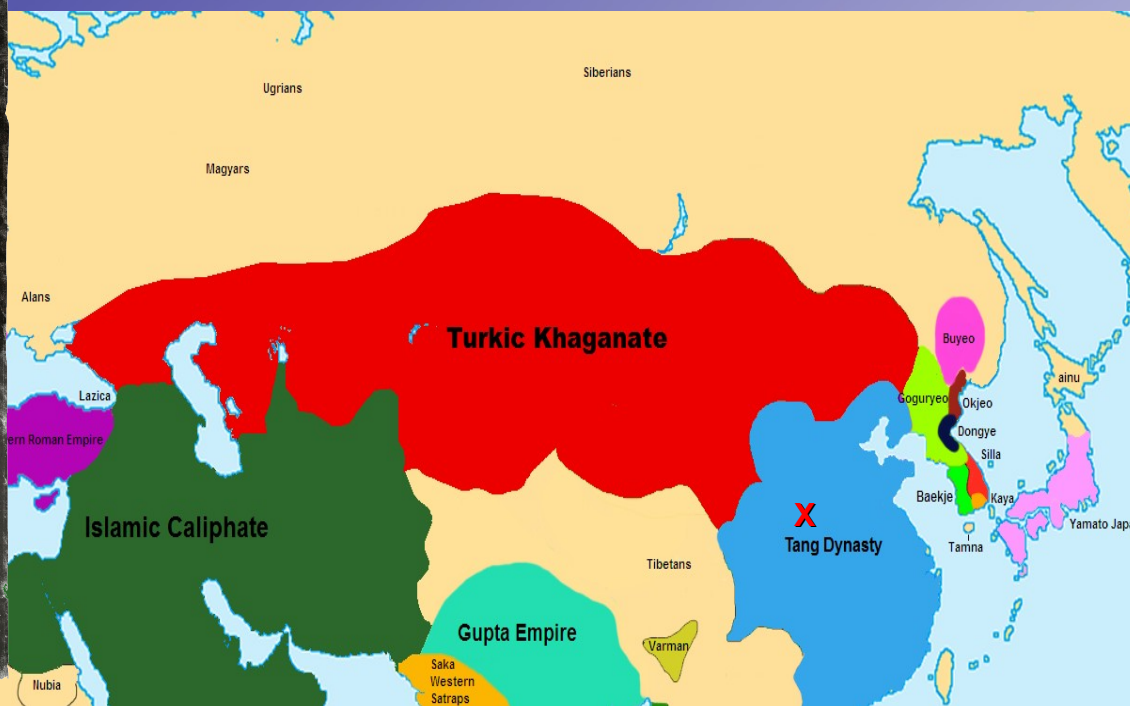 Siberians
Ugrians
Magyars
Alans
Turkic Khaganate
Buyeo
ainu
Lazica
Goguryeo
Okjeo
Dongye
ern Roman Empire
Silla
Baekje
Kaya
X
Yamato Japa
Islamic Caliphate
Tang Dynasty
Tamna
Tibetans
Gupta Empire
Varman
Saka
Western
Satraps
Nubia